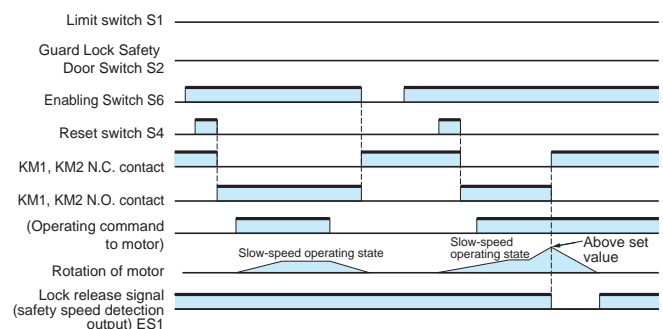 Limit switch S1
Guard Lock Safety
Door Switch S2
Enabling Switch S6
Reset switch S4
KM1, KM2 N.C. contact
KM1, KM2 N.O. contact
(Operating command
to motor)
Slow-speed operating state
Slow-speed
operating state
Above set
value
Rotation of motor
Lock release signal
(safety speed detection
output) ES1